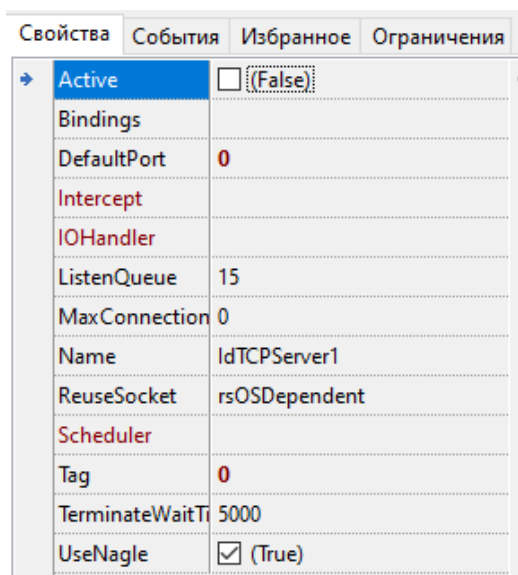 Свойства События Избранное Ограничения
Active (False)
Bindings
DefaultPort 0
Intercept
IOHandler
ListenQueue 15
MaxConnection 0
Name IdTCPServer1
ReuseSocket rsOSDependent
Scheduler
Tag 0
TerminateWaitTi 5000
UseNagle (True)